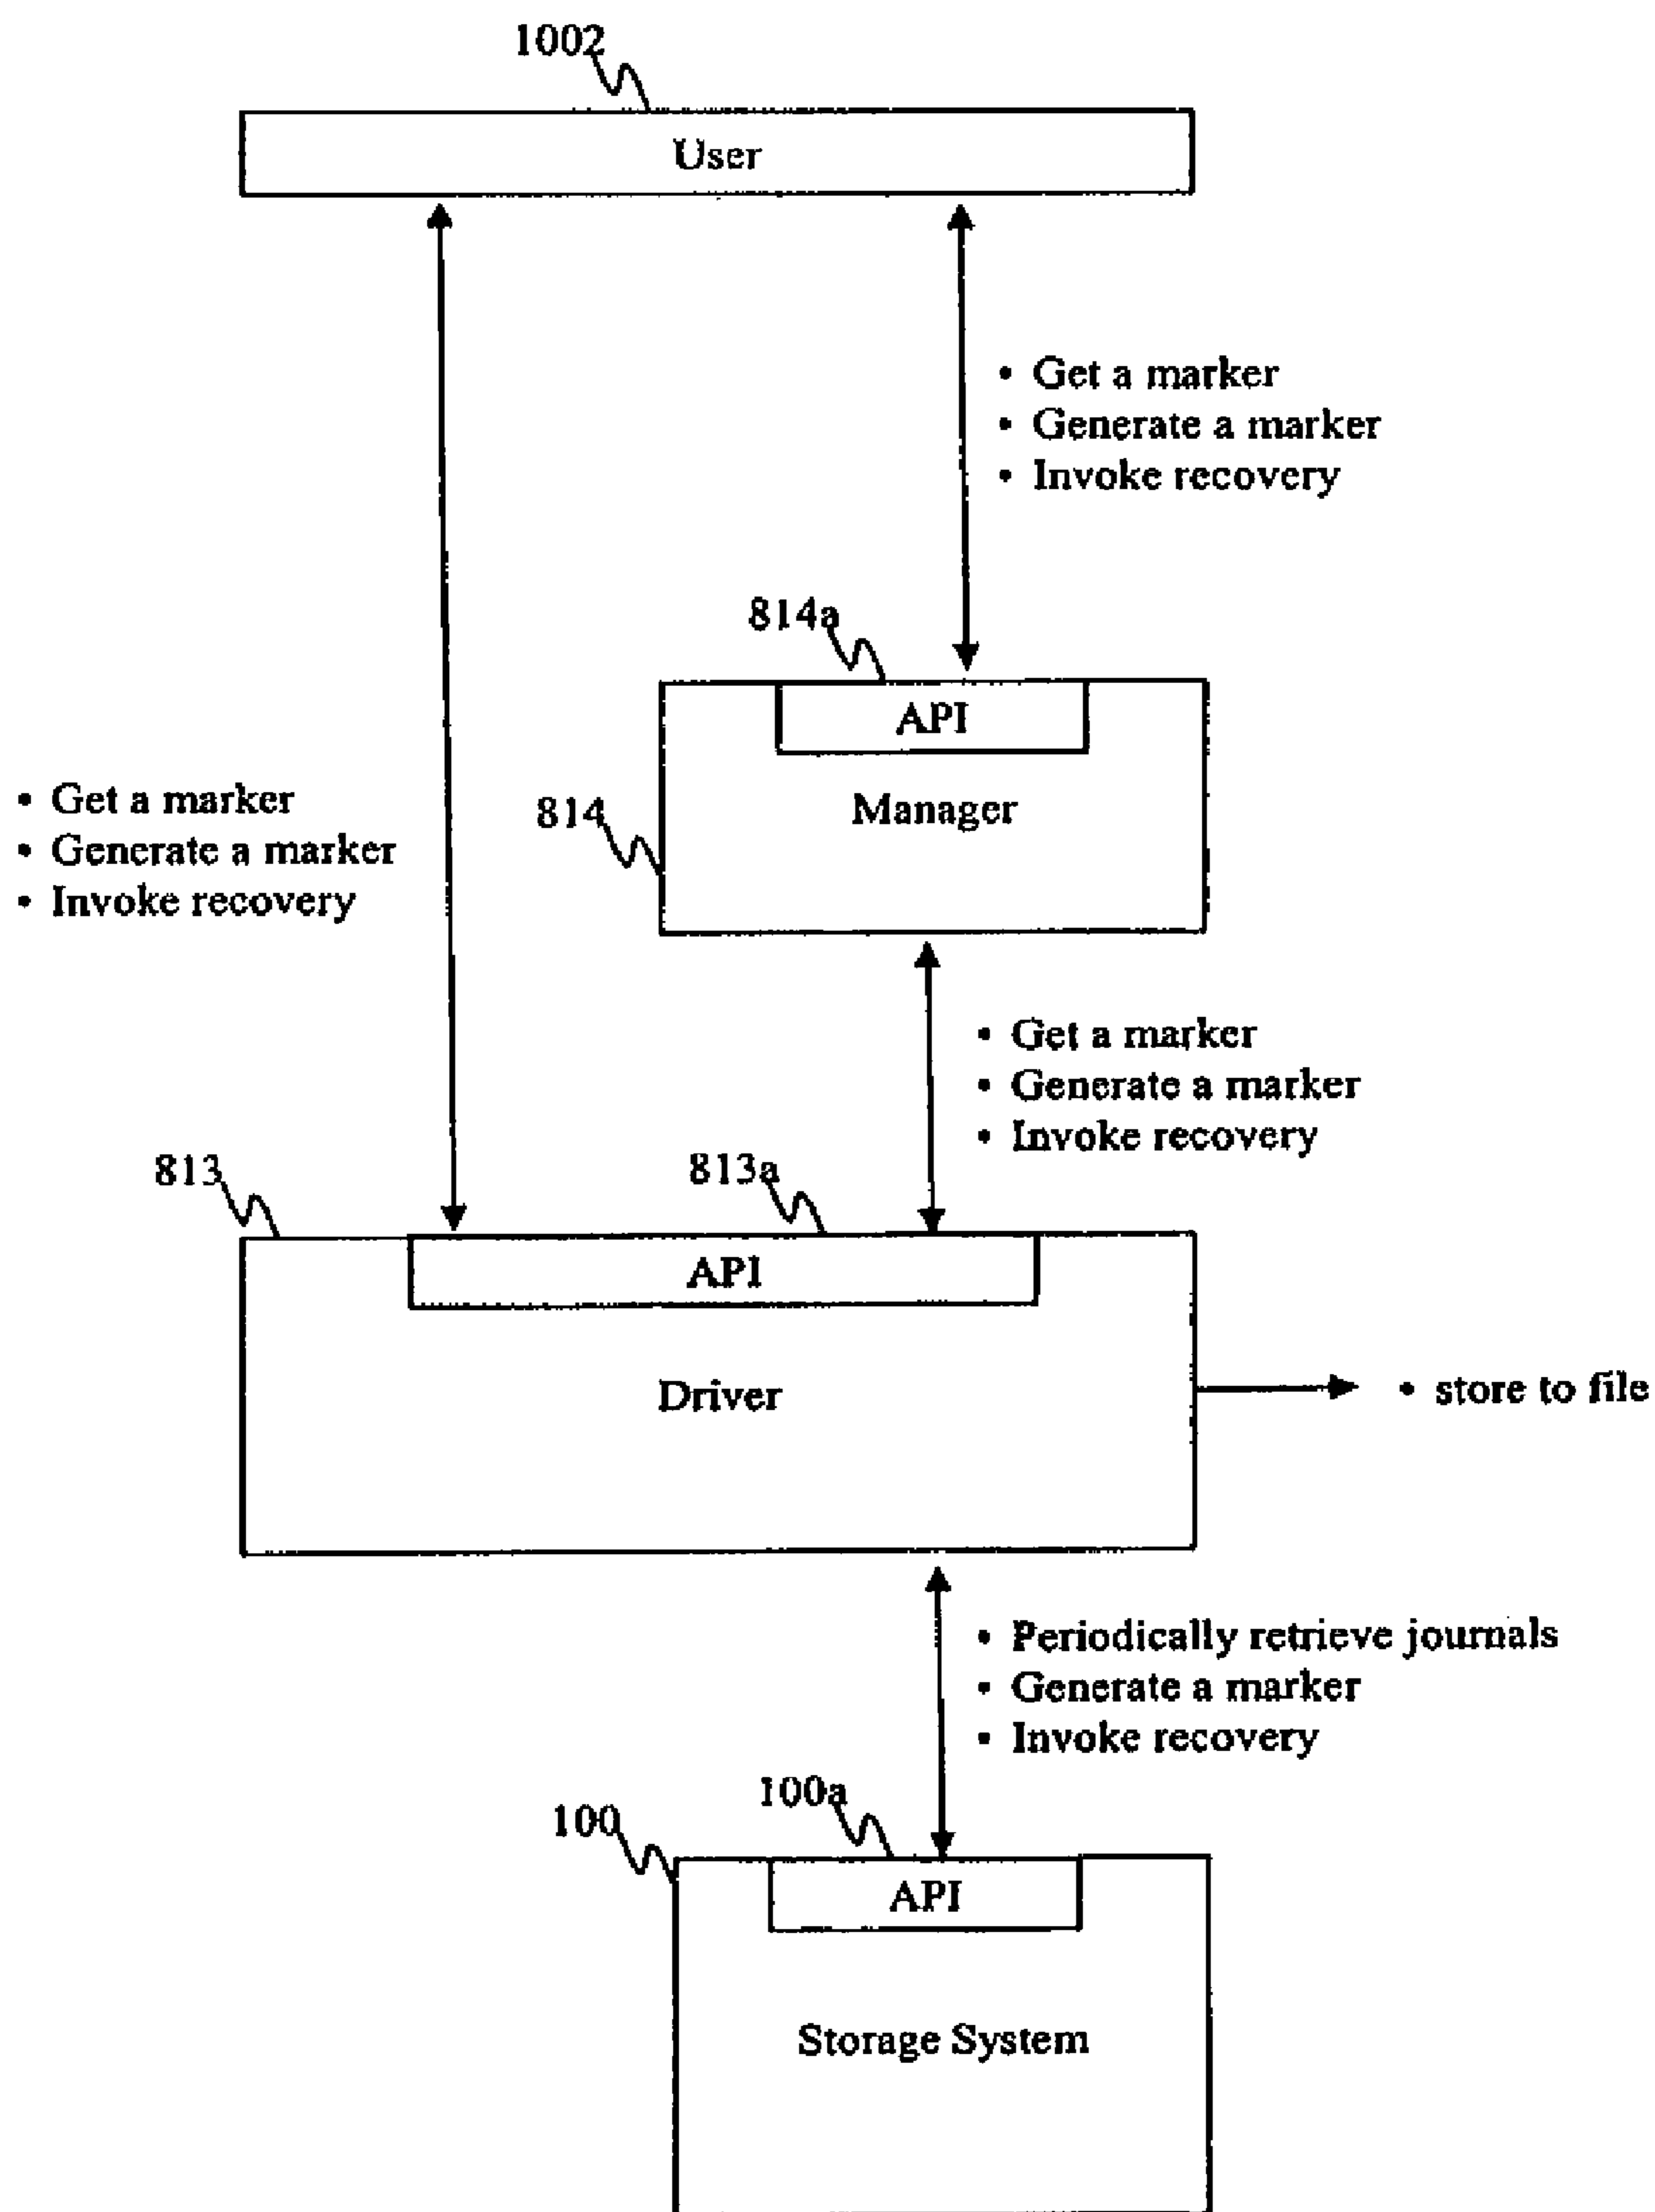 1002
User
• Get a marker
• Generate a marker
• Invoke recovery
814a
API
814
Manager
• Get a marker
• Generate a marker
• Invoke recovery
• Get a marker
• Generate a marker
• Invoke recovery
813
813a
API
Driver
• store to file
• Periodically retrieve journals
• Generate a marker
• Invoke recovery
100a
100
API
Storage System